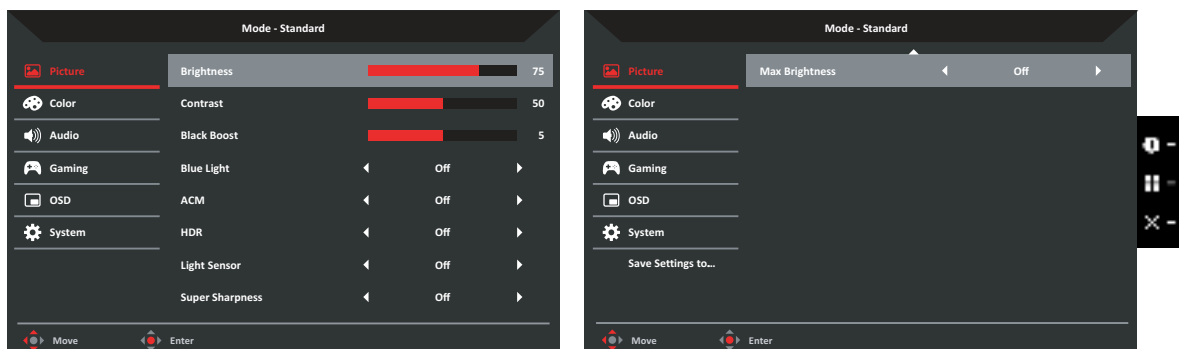 Mode - Standard
Picture
Brightness 75
Color
Contrast 50
Audio
Black Boost 5
Gaming
Blue Light Off
OSD
ACM Off
System
HDR Off
Light Sensor Off
Super Sharpness Off
Move Enter
Mode - Standard
Picture
Max Brightness Off
Color
Audio
Gaming
OSD
System
Save Settings to...
Move Enter